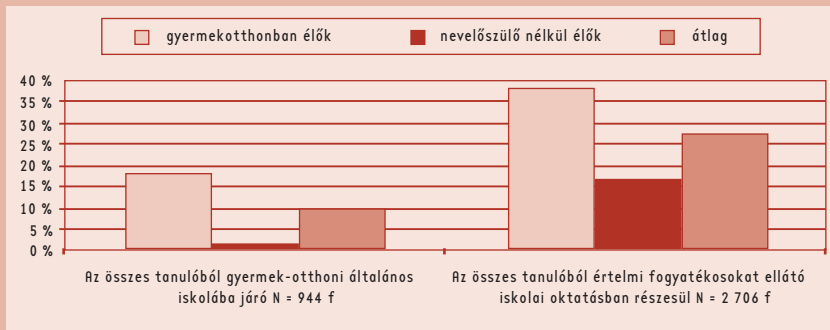 gyermekotthonban élők nevelőszülő nélkül élők átlag
40 %
35 %
30 %
25 %
20 %
15 %
10 %
5 %
0 %
Az összes tanulóból gyermek-otthoni általános
iskolába járó N = 944 f
Az összes tanulóból értelmi fogyatékosokat ellátó
iskolai oktatásban részesül N = 2 706 f